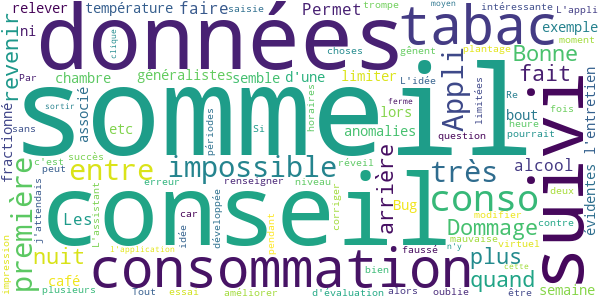 relever température faire saisie Permet trompe moyen intéressante L'appli
ni données tabac exemple
revenir clique choses gênent plantage moment
Par chambre généralistes semble d'une limiter L'idée Appli Bonne
fractionné sans associé etc sommeil horaires anomalies lors limitées Re fait fois suivi
sortir périodes Si ferme question heure bout pourrait évidentes l'entretien
c'est peut succès entre impossible réveil arrière très alcool
première j'attendais Les L'assistant erreur renseigner niveau corriger conso deux
conseil car idée développée Bug modifier Dommage contre
impression nuit l'application pendant faussé mauvaise virtuel plus
café consommation bien n'y cette quand
plusieurs Tout essai améliorer d'évaluation alors oublie être semaine